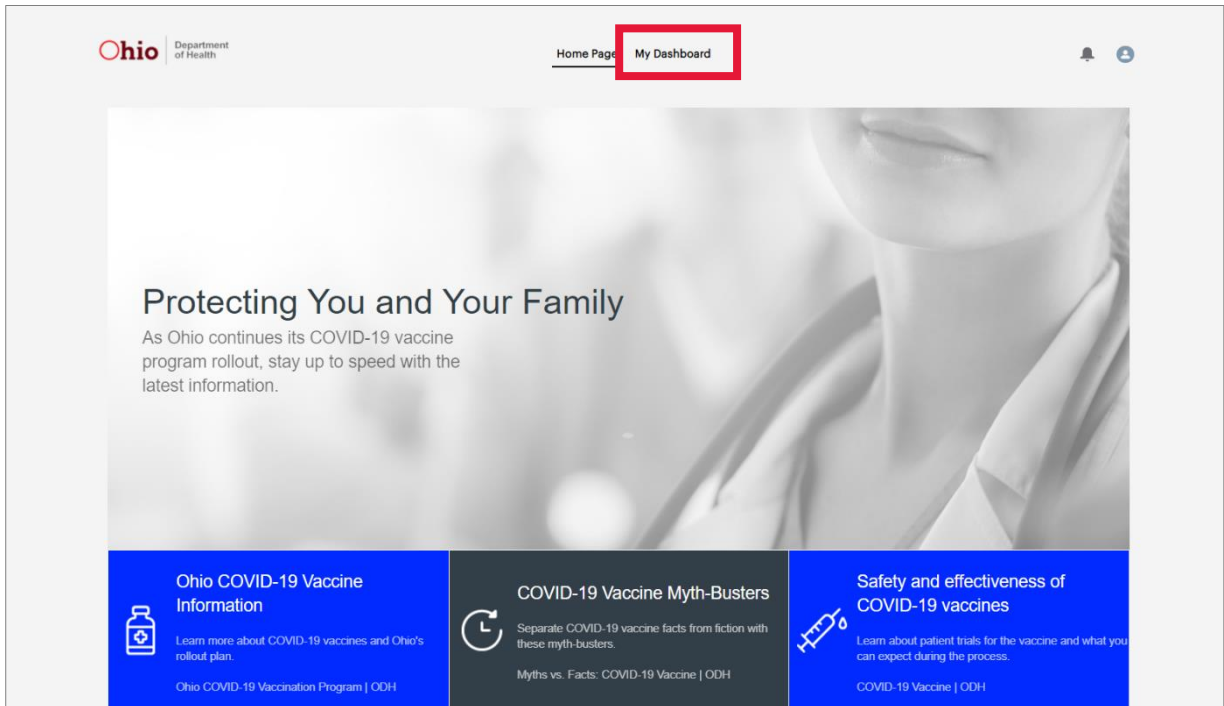 Ohio Department
of Health
Home Page My Dashboard
Protecting You and Your Family
As Ohio continues its COVID-19 vaccine
program rollout, stay up to speed with the
latest information.
Ohio COVID-19 Vaccine
Information
Learn more about COVID-19 vaccines and Ohio's
rollout plan.
Ohio COVID-19 Vaccination Program | ODH
COVID-19 Vaccine Myth-Busters
Separate COVID-19 vaccine facts from fiction with
these myth-busters.
Myths vs. Facts: COVID-19 Vaccine | ODH
Safety and effectiveness of
COVID-19 vaccines
Learn about patient trials for the vaccine and what you
can expect during the process.
COVID-19 Vaccine | ODH